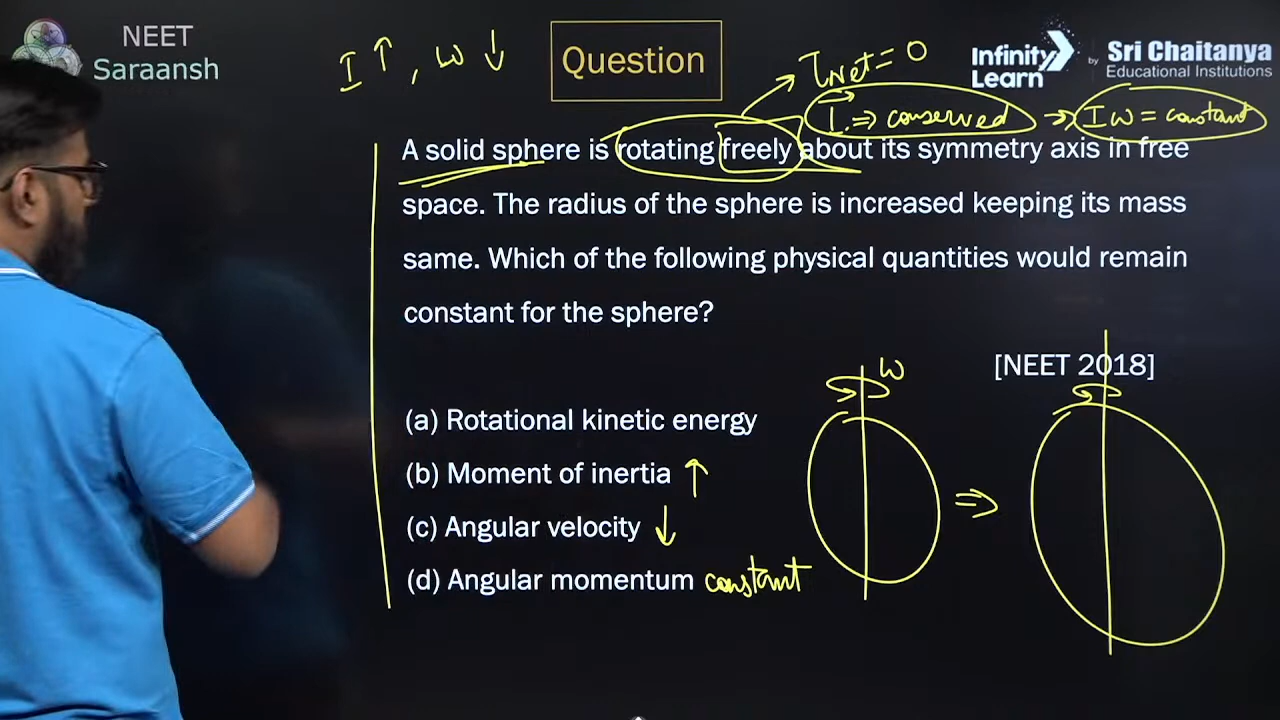 NEET
Saraansh
I ↑ , ω ↓
Question
τNet = 0
Infinity
Learn
by
Sri Chaitanya
Educational Institutions
L ⇒ conserved → Iω = constant
A solid sphere is rotating freely about its symmetry axis in free
space. The radius of the sphere is increased keeping its mass
same. Which of the following physical quantities would remain
constant for the sphere?
[NEET 2018]
ω
(a) Rotational kinetic energy
(b) Moment of inertia ↑
(c) Angular velocity ↓
(d) Angular momentum constant
⇒